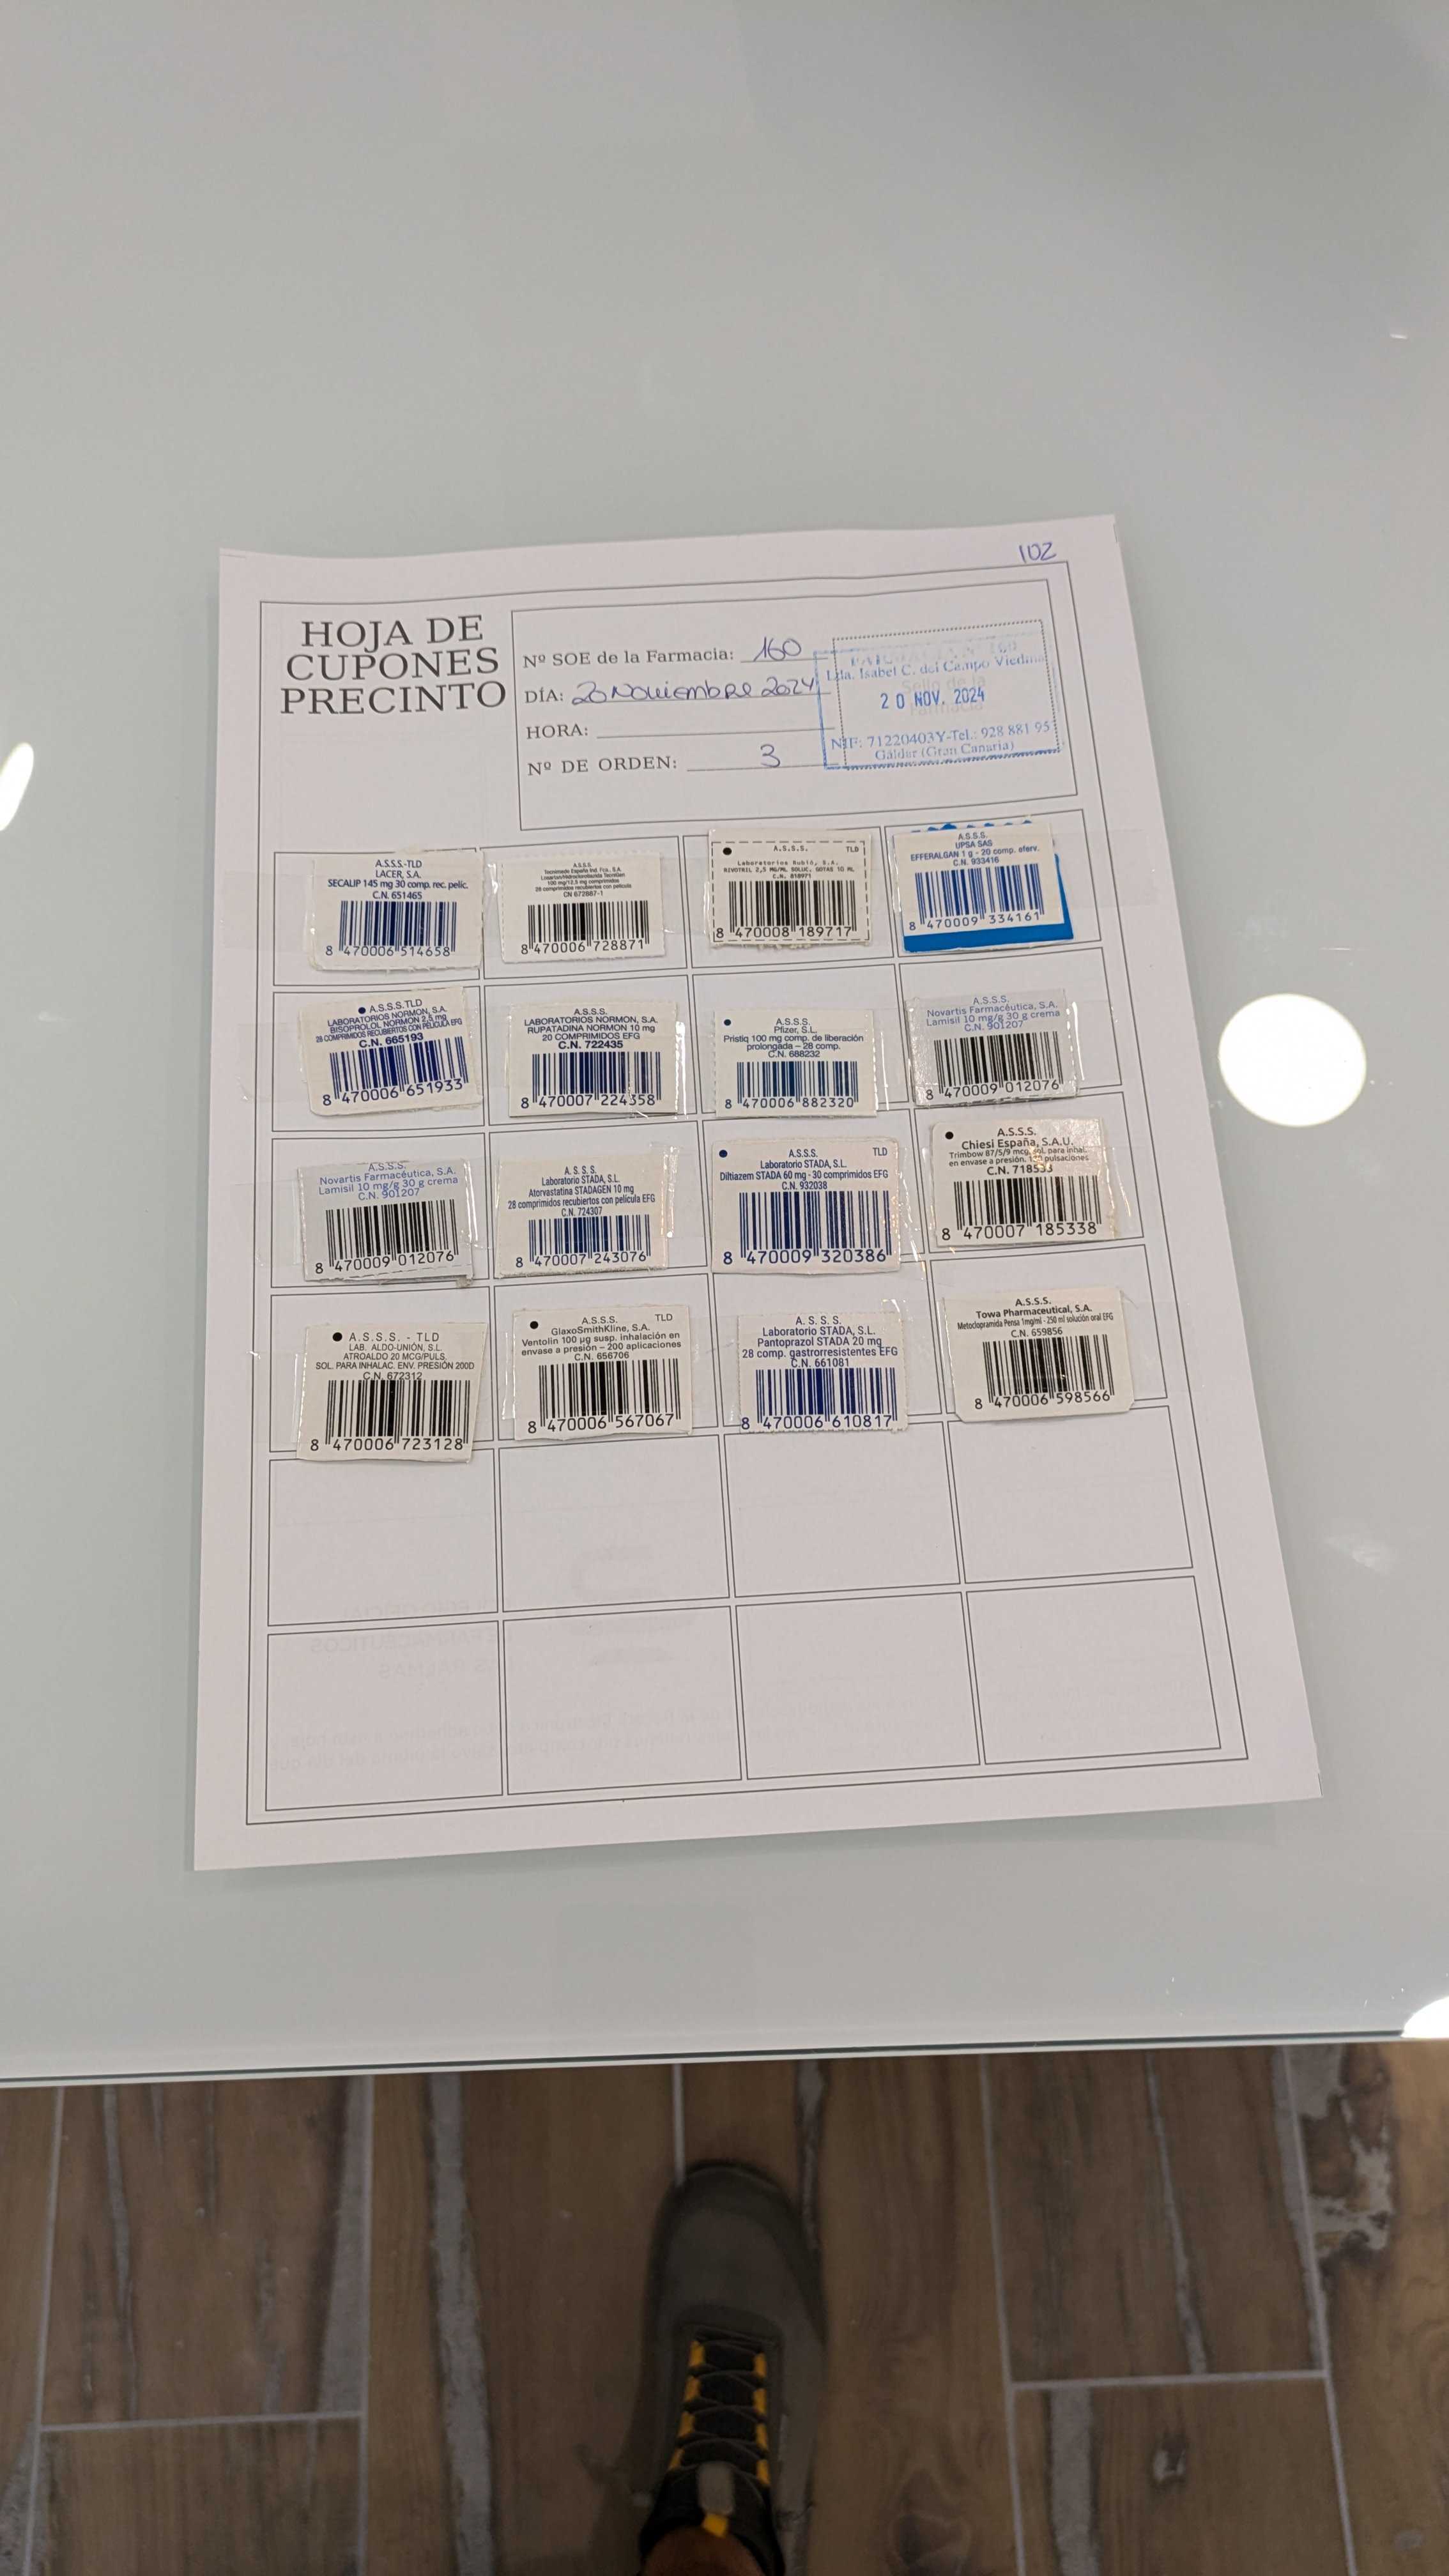 102
HOJA DE
CUPONES
PRECINTO
Nº SOE de la Farmacia: 160
DÍA: 20 Noviembre 2024
HORA:
Nº DE ORDEN: 3
Lda. Isabel C. del Campo Viedma
Sello de la
Farmacia
20 NOV. 2024
NIF: 71220403Y-Tel.: 928 881 95
Gáldar (Gran Canaria)
A.S.S.S.-TLD
LACER, S.A.
SECALIP 145 mg 30 comp. rec. pelíc.
C.N. 651465
8 470006 514658
A.S.S.S.
Tecnimede España Ind. Fca., S.A.
Losartan/Hidroclorotiazida Tecnigen
100 mg/12,5 mg comprimidos
28 comprimidos recubiertos con película
CN 672887-1
8 470006 728871
A.S.S.S. TLD
Laboratorios Rubió, S.A.
RIVOTRIL 2,5 MG/ML SOLUC. GOTAS 10 ML
C.N. 818971
8 470008 189717
A.S.S.S.
UPSA SAS
EFFERALGAN 1 g - 20 comp. eferv.
C.N. 933416
8 470009 334161
A.S.S.S.TLD
LABORATORIOS NORMON, S.A.
BISOPROLOL NORMON 2,5 mg
28 COMPRIMIDOS RECUBIERTOS CON PELICULA EFG
C.N. 665193
8 470006 651933
A.S.S.S.
LABORATORIOS NORMON, S.A.
RUPATADINA NORMON 10 mg
20 COMPRIMIDOS EFG
C.N. 722435
8 470007 224358
A.S.S.S.
Pfizer, S.L.
Pristiq 100 mg comp. de liberación
prolongada – 28 comp.
C.N. 688232
8 470006 882320
A.S.S.S.
Novartis Farmacéutica, S.A.
Lamisil 10 mg/g 30 g crema
C.N. 901207
8 470009 012076
A.S.S.S.
Novartis Farmacéutica, S.A.
Lamisil 10 mg/g 30 g crema
C.N. 901207
8 470009 012076
A. S. S. S.
Laboratorio STADA, S.L.
Atorvastatina STADAGEN 10 mg
28 comprimidos recubiertos con película EFG
C.N. 724307
8 470007 243076
A.S.S.S. TLD
Laboratorio STADA, S.L.
Diltiazem STADA 60 mg - 30 comprimidos EFG
C.N. 932038
8 470009 320386
A.S.S.S.
Chiesi España, S.A.U.
Trimbow 87/5/9 mcg. sol. para inhal.
en envase a presión. pulsaciones
C.N. 718533
8 470007 185338
A.S.S.S. - TLD
LAB. ALDO-UNIÓN, S.L.
ATROALDO 20 MCG/PULS.
SOL. PARA INHALAC. ENV. PRESIÓN 200D
C.N. 672312
8 470006 723128
A.S.S.S. TLD
GlaxoSmithKline, S.A.
Ventolin 100 µg susp. inhalación en
envase a presión – 200 aplicaciones
C.N. 656706
8 470006 567067
A. S. S. S.
Laboratorio STADA, S.L.
Pantoprazol STADA 20 mg
28 comp. gastrorresistentes EFG
C.N. 661081
8 470006 610817
A.S.S.S.
Towa Pharmaceutical, S.A.
Metoclopramida Pensa 1mg/ml - 250 ml solución oral EFG
C.N. 659856
8 470006 598566